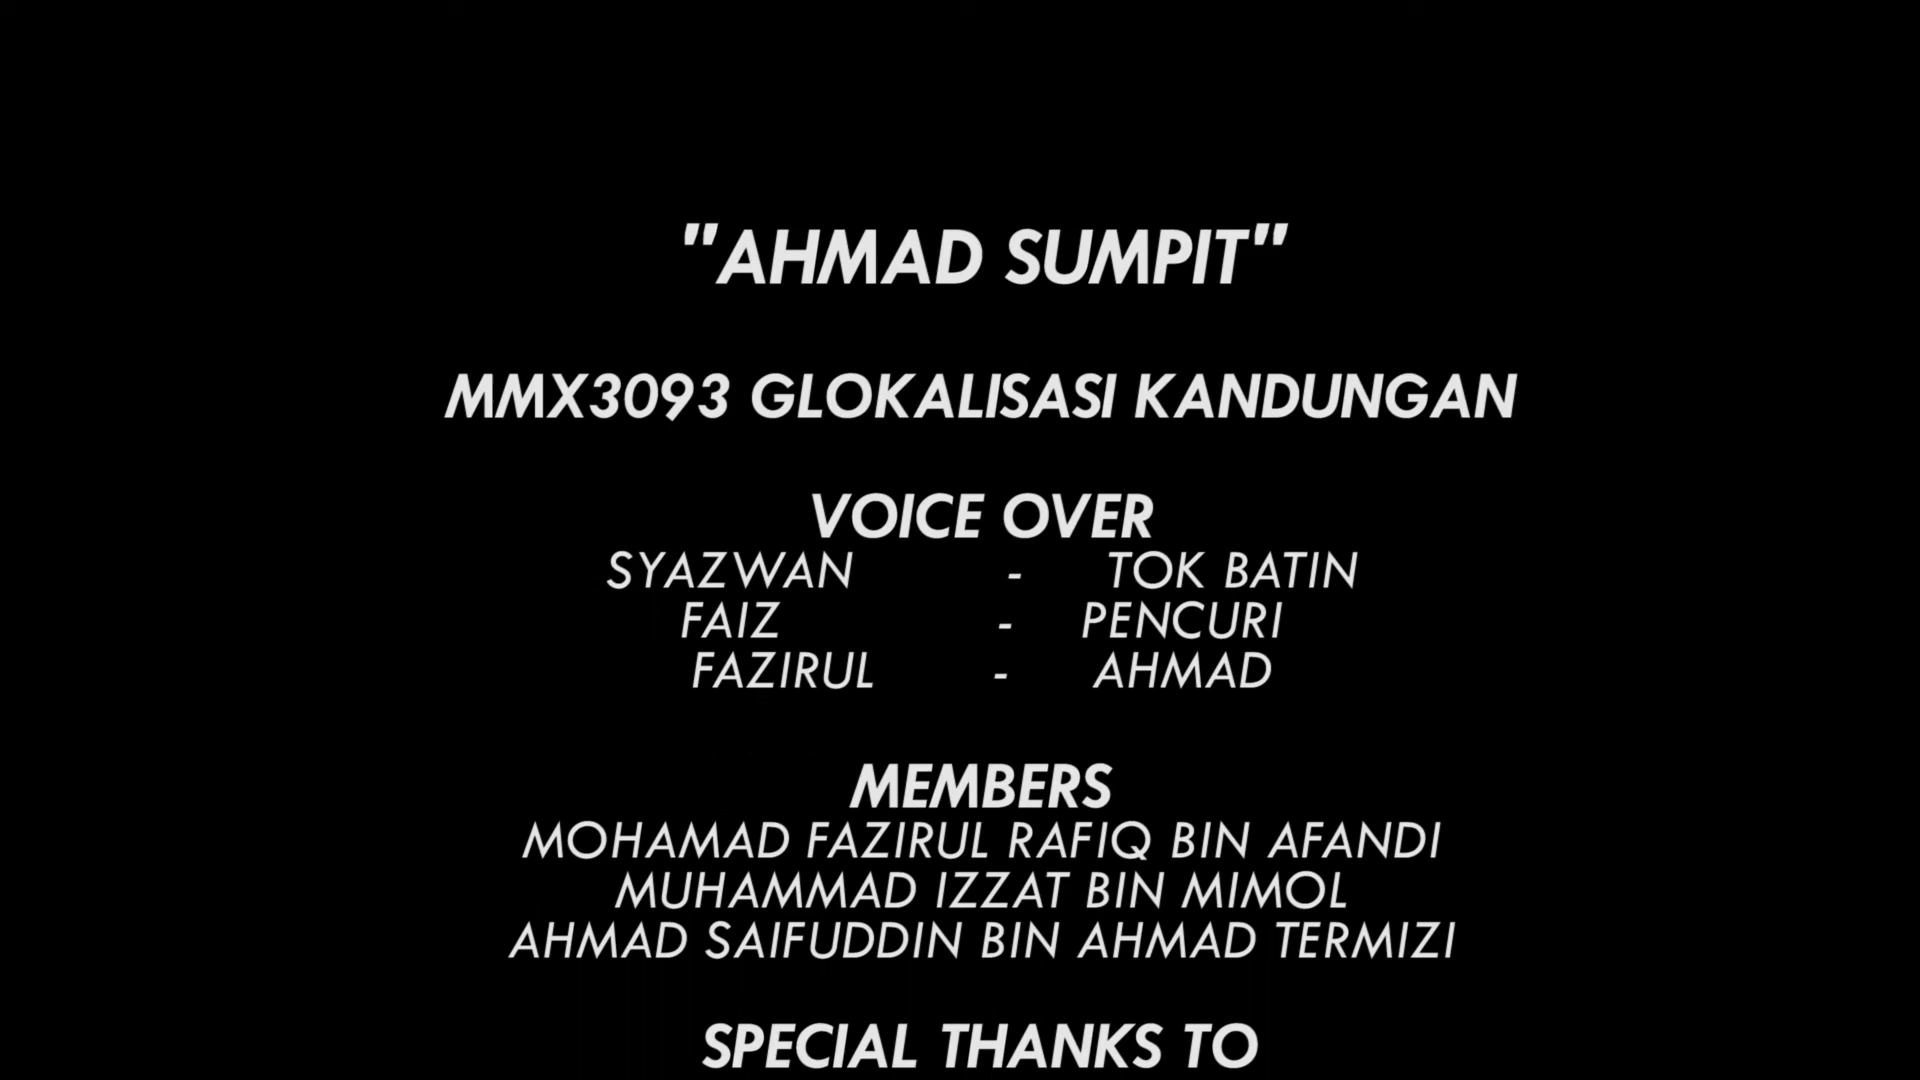 "AHMAD SUMPIT"
MMX3093 GLOKALISASI KANDUNGAN
VOICE OVER
SYAZWAN - TOK BATIN
FAIZ - PENCURI
FAZIRUL - AHMAD
MEMBERS
MOHAMAD FAZIRUL RAFIQ BIN AFANDI
MUHAMMAD IZZAT BIN MIMOL
AHMAD SAIFUDDIN BIN AHMAD TERMIZI
SPECIAL THANKS TO